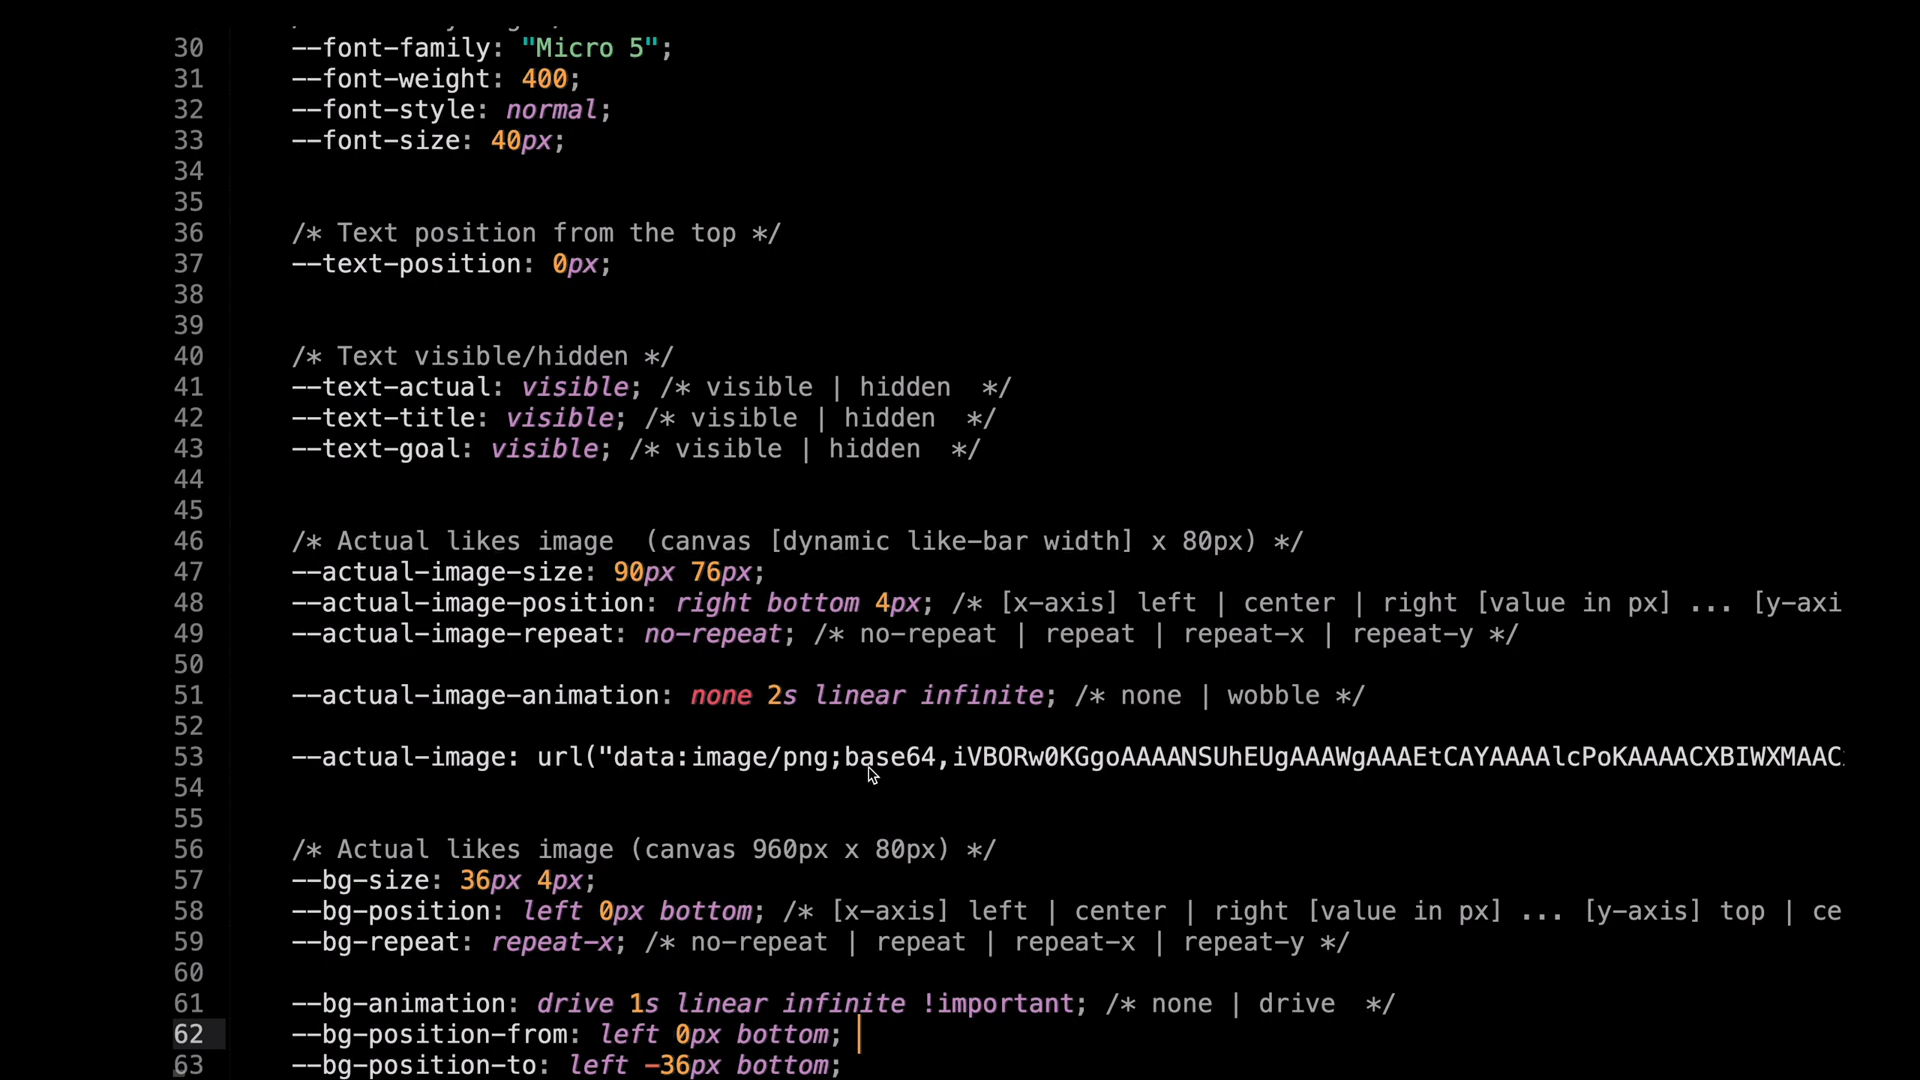 30 --font-family: "Micro 5";
31 --font-weight: 400;
32 --font-style: normal;
33 --font-size: 40px;
34
35
36 /* Text position from the top */
37 --text-position: 0px;
38
39
40 /* Text visible/hidden */
41 --text-actual: visible; /* visible | hidden  */
42 --text-title: visible; /* visible | hidden  */
43 --text-goal: visible; /* visible | hidden  */
44
45
46 /* Actual likes image  (canvas [dynamic like-bar width] x 80px) */
47 --actual-image-size: 90px 76px;
48 --actual-image-position: right bottom 4px; /* [x-axis] left | center | right [value in px] ... [y-axi
49 --actual-image-repeat: no-repeat; /* no-repeat | repeat | repeat-x | repeat-y */
50
51 --actual-image-animation: none 2s linear infinite; /* none | wobble */
52
53 --actual-image: url("data:image/png;base64,iVBORw0KGgoAAAANSUhEUgAAAWgAAAEtCAYAAAAlcPoKAAAACXBIWXMAAC
54
55
56 /* Actual likes image (canvas 960px x 80px) */
57 --bg-size: 36px 4px;
58 --bg-position: left 0px bottom; /* [x-axis] left | center | right [value in px] ... [y-axis] top | ce
59 --bg-repeat: repeat-x; /* no-repeat | repeat | repeat-x | repeat-y */
60
61 --bg-animation: drive 1s linear infinite !important; /* none | drive  */
62 --bg-position-from: left 0px bottom;
63 --bg-position-to: left -36px bottom;